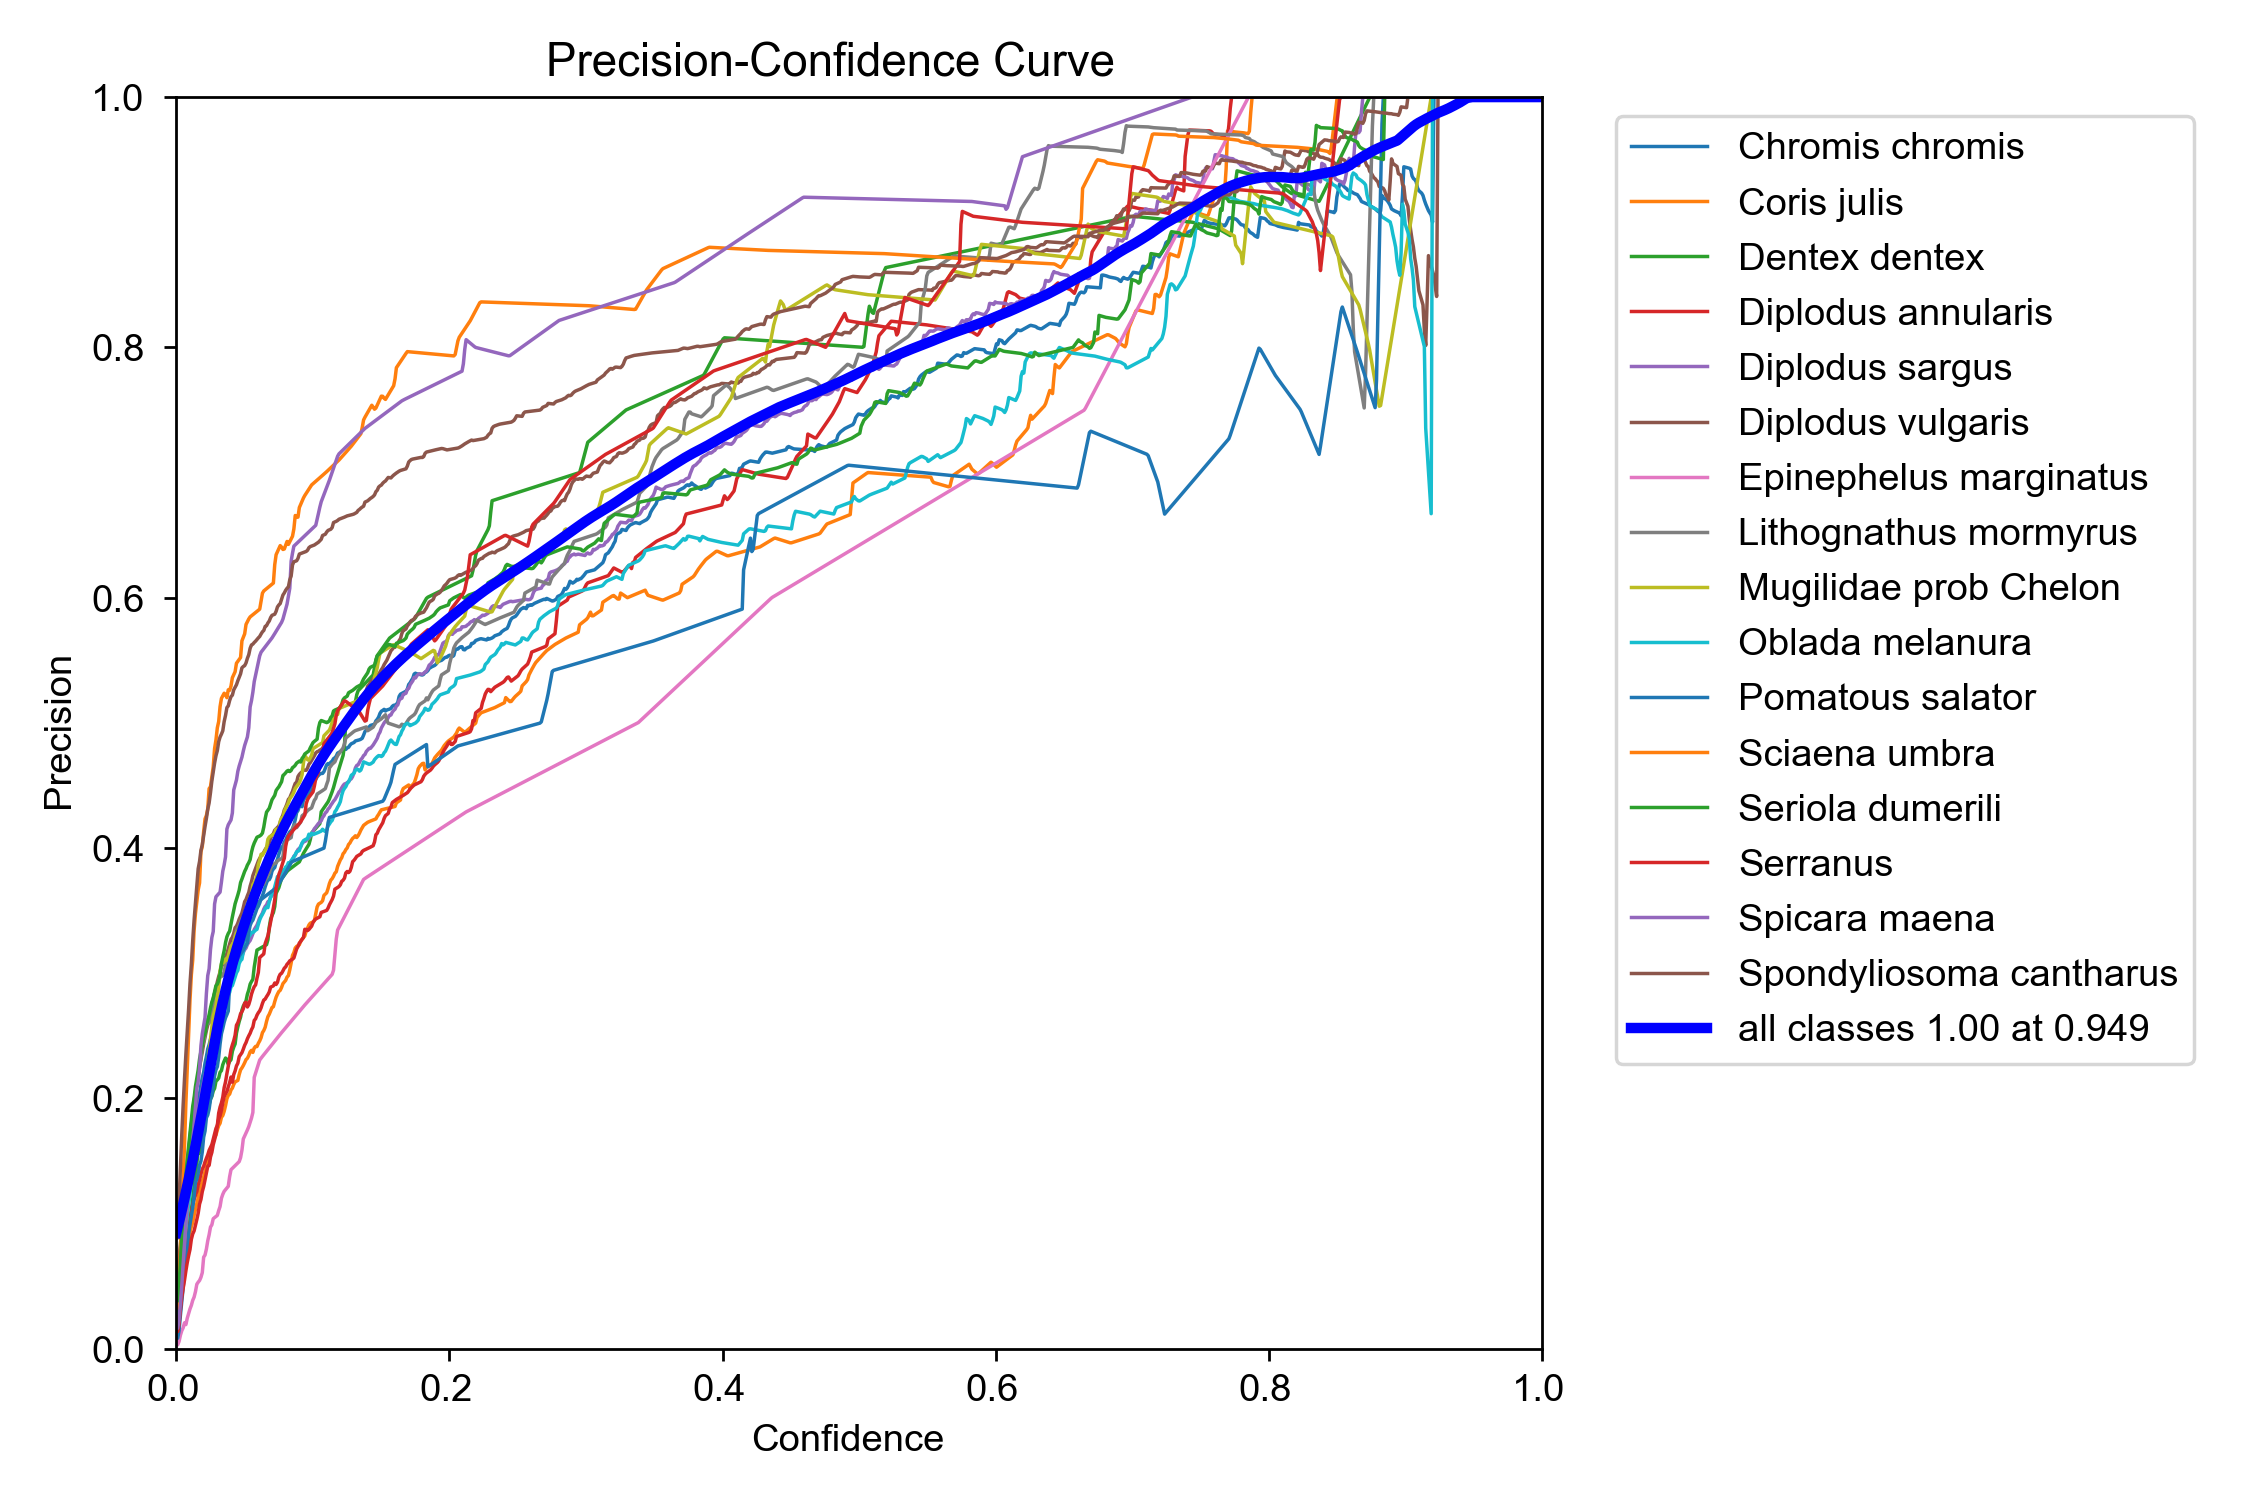 Precision-Confidence Curve
1.0
0.8
0.6
0.4
0.2
0.0
Precision
0.0 0.2 0.4 0.6 0.8 1.0
Confidence
Chromis chromis
Coris julis
Dentex dentex
Diplodus annularis
Diplodus sargus
Diplodus vulgaris
Epinephelus marginatus
Lithognathus mormyrus
Mugilidae prob Chelon
Oblada melanura
Pomatous salator
Sciaena umbra
Seriola dumerili
Serranus
Spicara maena
Spondyliosoma cantharus
all classes 1.00 at 0.949